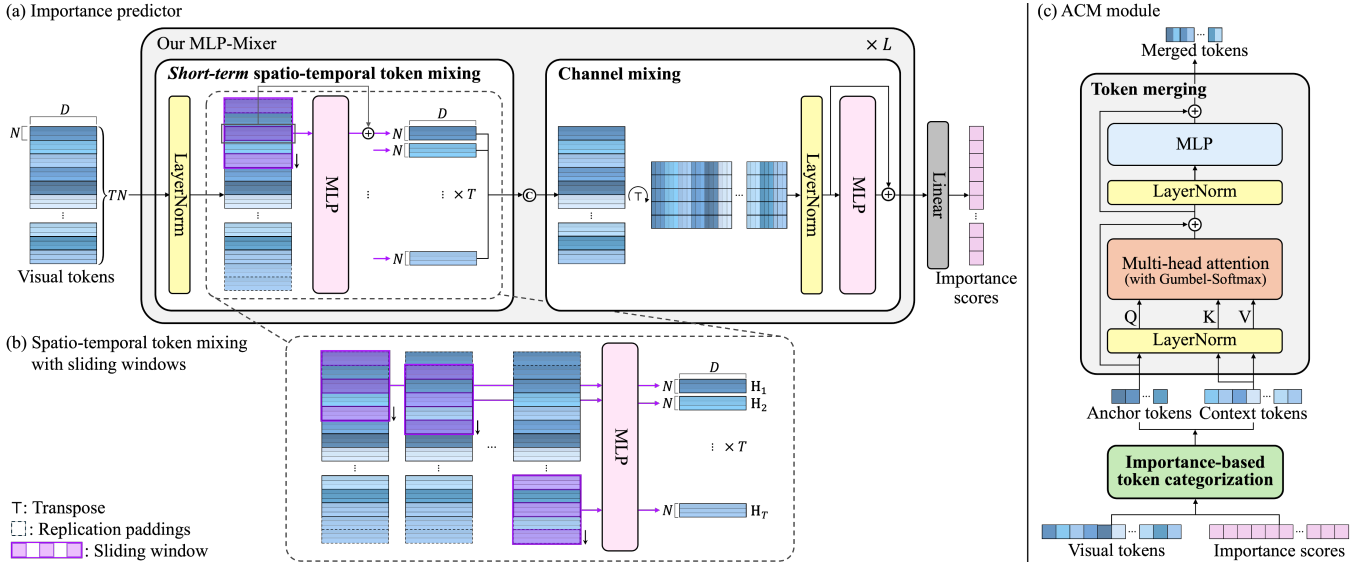 (a) Importance predictor
Our MLP-Mixer
× L
Short-term spatio-temporal token mixing
D
N
TN
⋮
Visual tokens
LayerNorm
⋮
MLP
D
N
N
⋮
⋮ × T
N
C
Channel mixing
⋮
⊤
...
LayerNorm
MLP
Linear
⋮
Importance
scores
(b) Spatio-temporal token mixing
with sliding windows
D
N
H₁
N
H₂
MLP
...
⋮
⋮
⋮
⋮ × T
N
H_T
⊤: Transpose
: Replication paddings
: Sliding window
(c) ACM module
...
Merged tokens
Token merging
MLP
LayerNorm
Multi-head attention
(with Gumbel-Softmax)
Q
K
V
LayerNorm
...
...
Anchor tokens
Context tokens
Importance-based
token categorization
...
...
Visual tokens
Importance scores